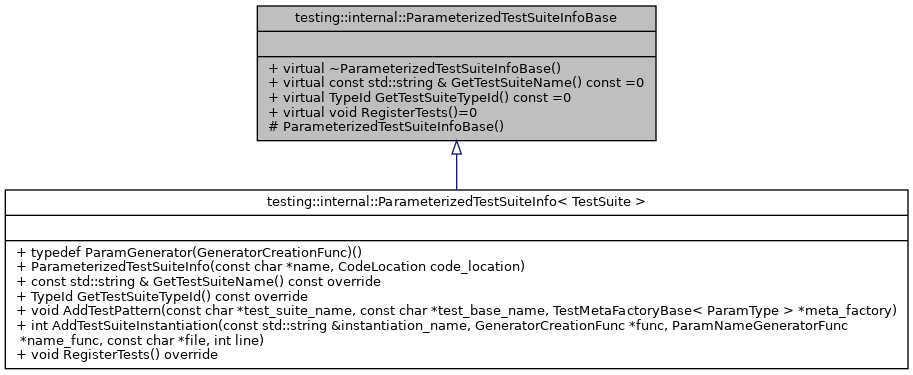 testing::internal::ParameterizedTestSuiteInfoBase
+ virtual ~ParameterizedTestSuiteInfoBase()
+ virtual const std::string & GetTestSuiteName() const =0
+ virtual TypeId GetTestSuiteTypeId() const =0
+ virtual void RegisterTests()=0
# ParameterizedTestSuiteInfoBase()
testing::internal::ParameterizedTestSuiteInfo< TestSuite >
+ typedef ParamGenerator(GeneratorCreationFunc)()
+ ParameterizedTestSuiteInfo(const char *name, CodeLocation code_location)
+ const std::string & GetTestSuiteName() const override
+ TypeId GetTestSuiteTypeId() const override
+ void AddTestPattern(const char *test_suite_name, const char *test_base_name, TestMetaFactoryBase< ParamType > *meta_factory)
+ int AddTestSuiteInstantiation(const std::string &instantiation_name, GeneratorCreationFunc *func, ParamNameGeneratorFunc
*name_func, const char *file, int line)
+ void RegisterTests() override